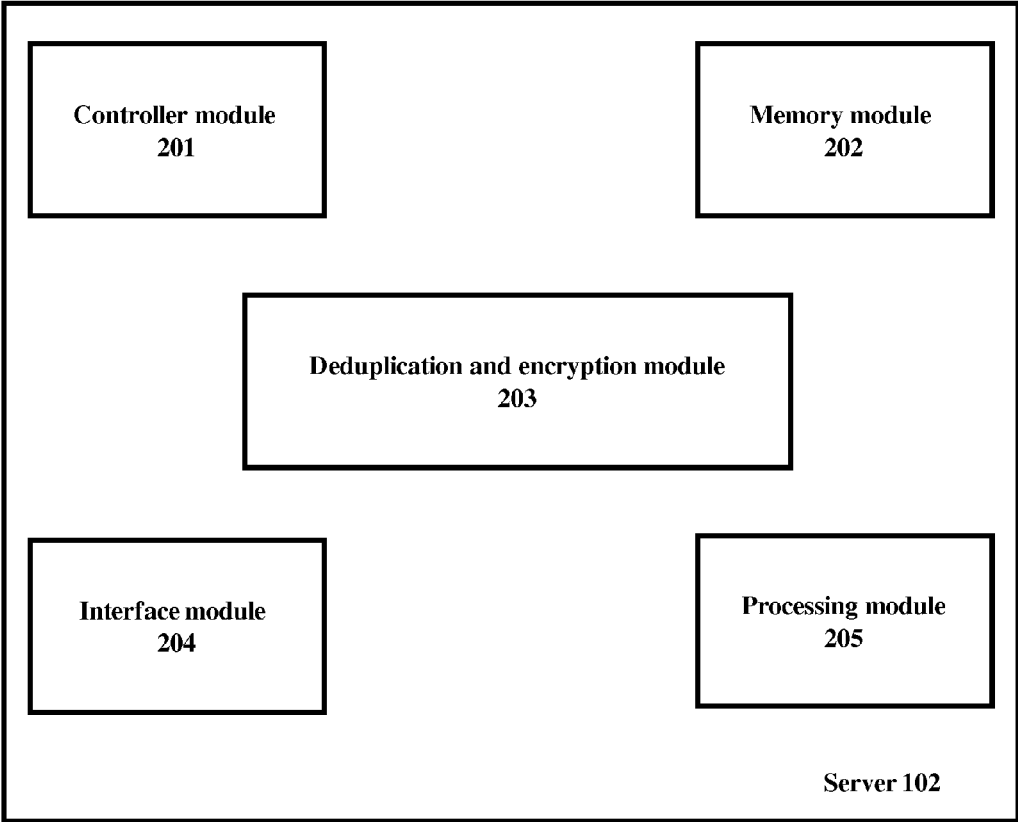 Controller module
201
Memory module
202
Deduplication and encryption module
203
Interface module
204
Processing module
205
Server 102